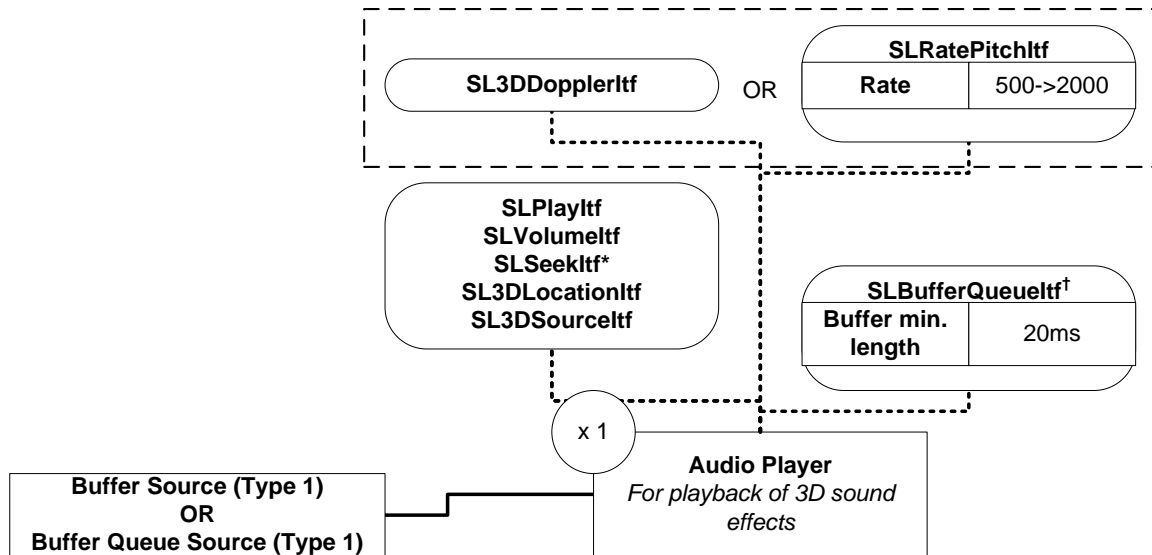 SLRatePitchItf
SL3DDopplerItf
OR
Rate
500->2000
SLPlayItf
SLVolumeItf
SLSeekItf*
SL3DLocationItf
SL3DSourceItf
SLBufferQueueItf†
Buffer min.
length
20ms
x 1
Audio Player
For playback of 3D sound
effects
Buffer Source (Type 1)
OR
Buffer Queue Source (Type 1)